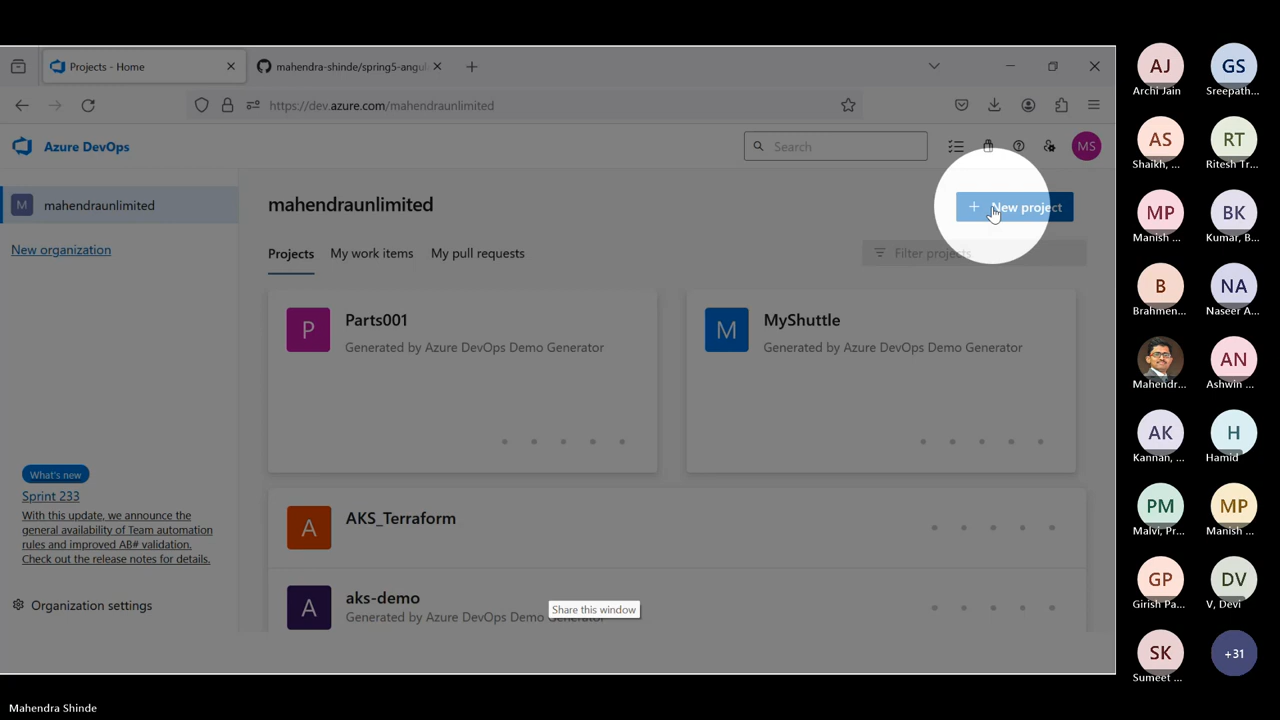 Projects - Home
mahendra-shinde/spring5-angul
https://dev.azure.com/mahendraunlimited
Azure DevOps
Search
MS
M mahendraunlimited
New organization
mahendraunlimited
New project
Projects My work items My pull requests
Filter projects
P Parts001
Generated by Azure DevOps Demo Generator
M MyShuttle
Generated by Azure DevOps Demo Generator
A AKS_Terraform
A aks-demo
Generated by Azure DevOps Demo Generator
Share this window
What's new
Sprint 233
With this update, we announce the
general availability of Team automation
rules and improved AB# validation.
Check out the release notes for details.
Organization settings
AJ GS
Archi Jain Sreepath...
AS RT
Shaikh, ... Ritesh Tr...
MP BK
Manish ... Kumar, B...
B NA
Brahmen... Naseer A...
AN
Mahendr... Ashwin ...
AK H
Kannan, ... Hamid
PM MP
Malvi, Pr... Manish ...
GP DV
Girish Pa... V, Devi
SK +31
Sumeet ...
Mahendra Shinde